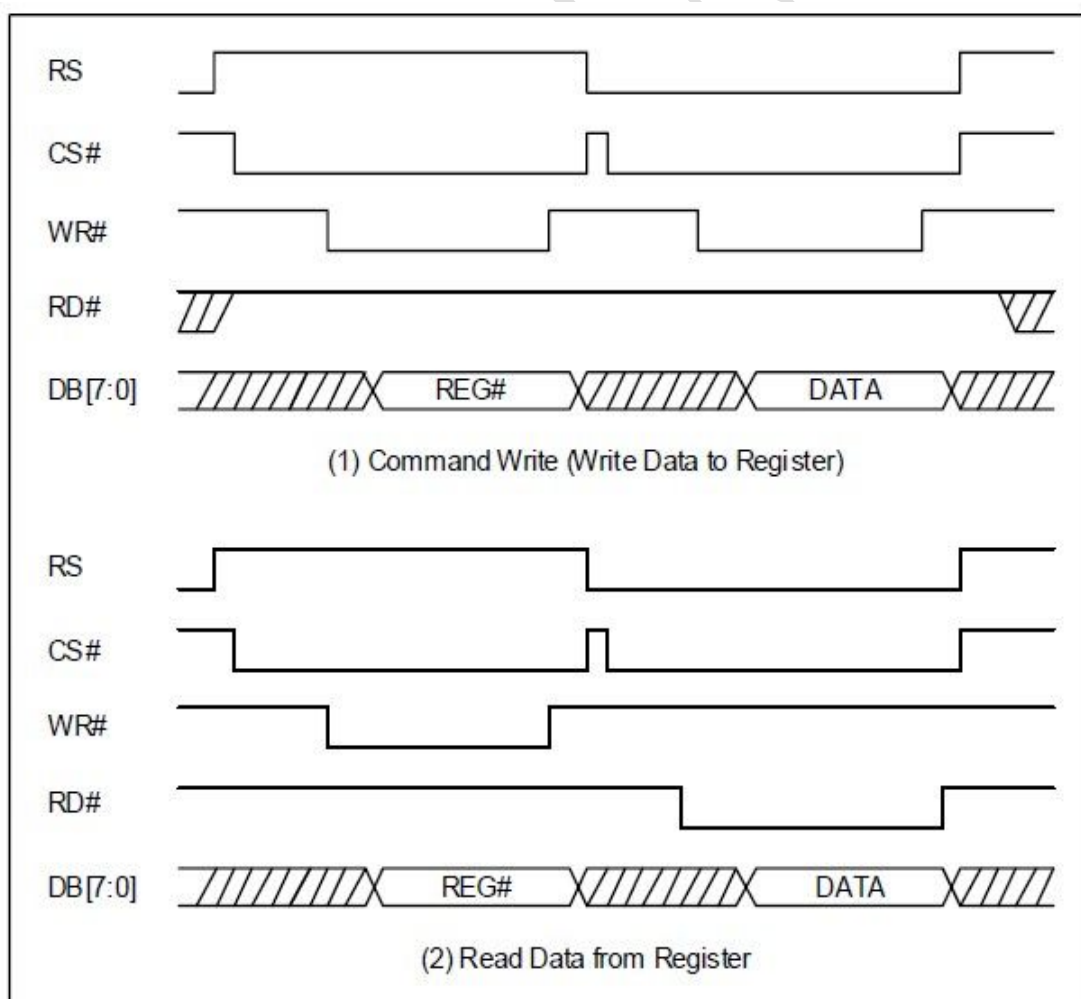 RS
CS#
WR#
RD#
DB[7:0] REG# DATA
(1) Command Write (Write Data to Register)
RS
CS#
WR#
RD#
DB[7:0] REG# DATA
(2) Read Data from Register